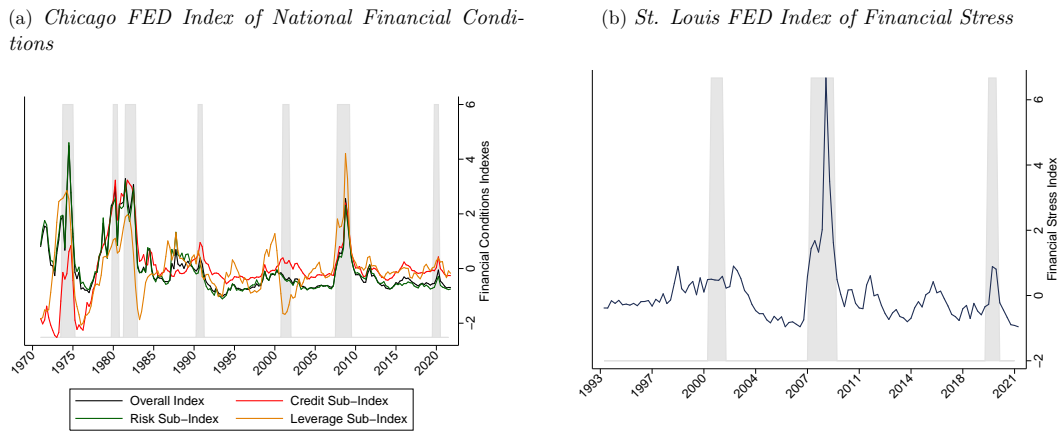 (a) Chicago FED Index of National Financial Condi-
tions
6
4
2
0
-2
Financial Conditions Indexes
1970 1975 1980 1985 1990 1995 2000 2005 2010 2015 2020
Overall Index Credit Sub−Index
Risk Sub−Index Leverage Sub−Index
(b) St. Louis FED Index of Financial Stress
6
4
2
0
-2
Financial Stress Index
1993 1997 2000 2004 2007 2011 2014 2018 2021